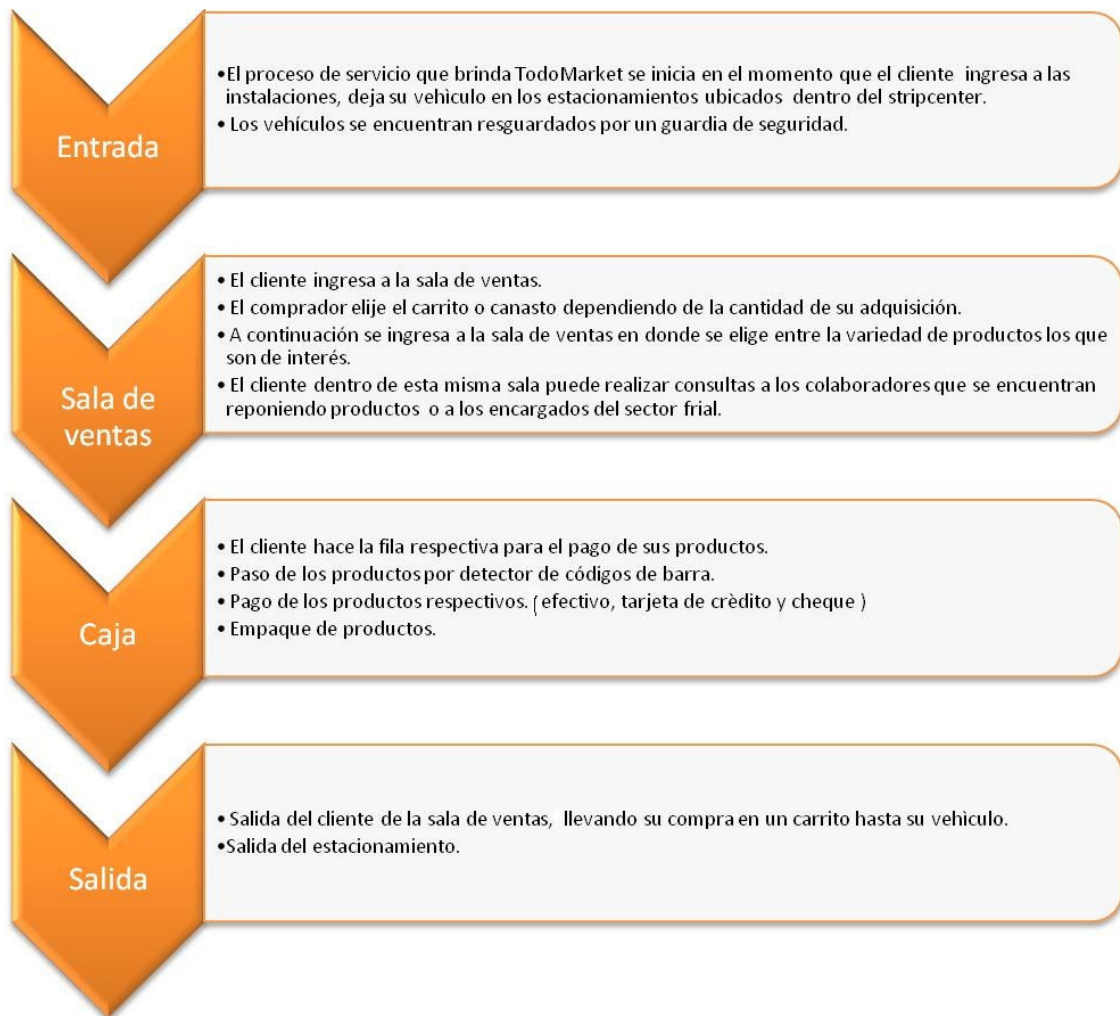 Entrada
•El proceso de servicio que brinda TodoMarket se inicia en el momento que el cliente ingresa a las
instalaciones, deja su vehìculo en los estacionamientos ubicados dentro del stripcenter.
• Los vehículos se encuentran resguardados por un guardia de seguridad.
Sala de
ventas
• El cliente ingresa a la sala de ventas.
• El comprador elije el carrito o canasto dependiendo de la cantidad de su adquisición.
• A continuación se ingresa a la sala de ventas en donde se elige entre la variedad de productos los que
son de interés.
• El cliente dentro de esta misma sala puede realizar consultas a los colaboradores que se encuentran
reponiendo productos o a los encargados del sector frial.
Caja
• El cliente hace la fila respectiva para el pago de sus productos.
• Paso de los productos por detector de códigos de barra.
• Pago de los productos respectivos. ( efectivo, tarjeta de crèdito y cheque )
• Empaque de productos.
Salida
• Salida del cliente de la sala de ventas, llevando su compra en un carrito hasta su vehìculo.
•Salida del estacionamiento.